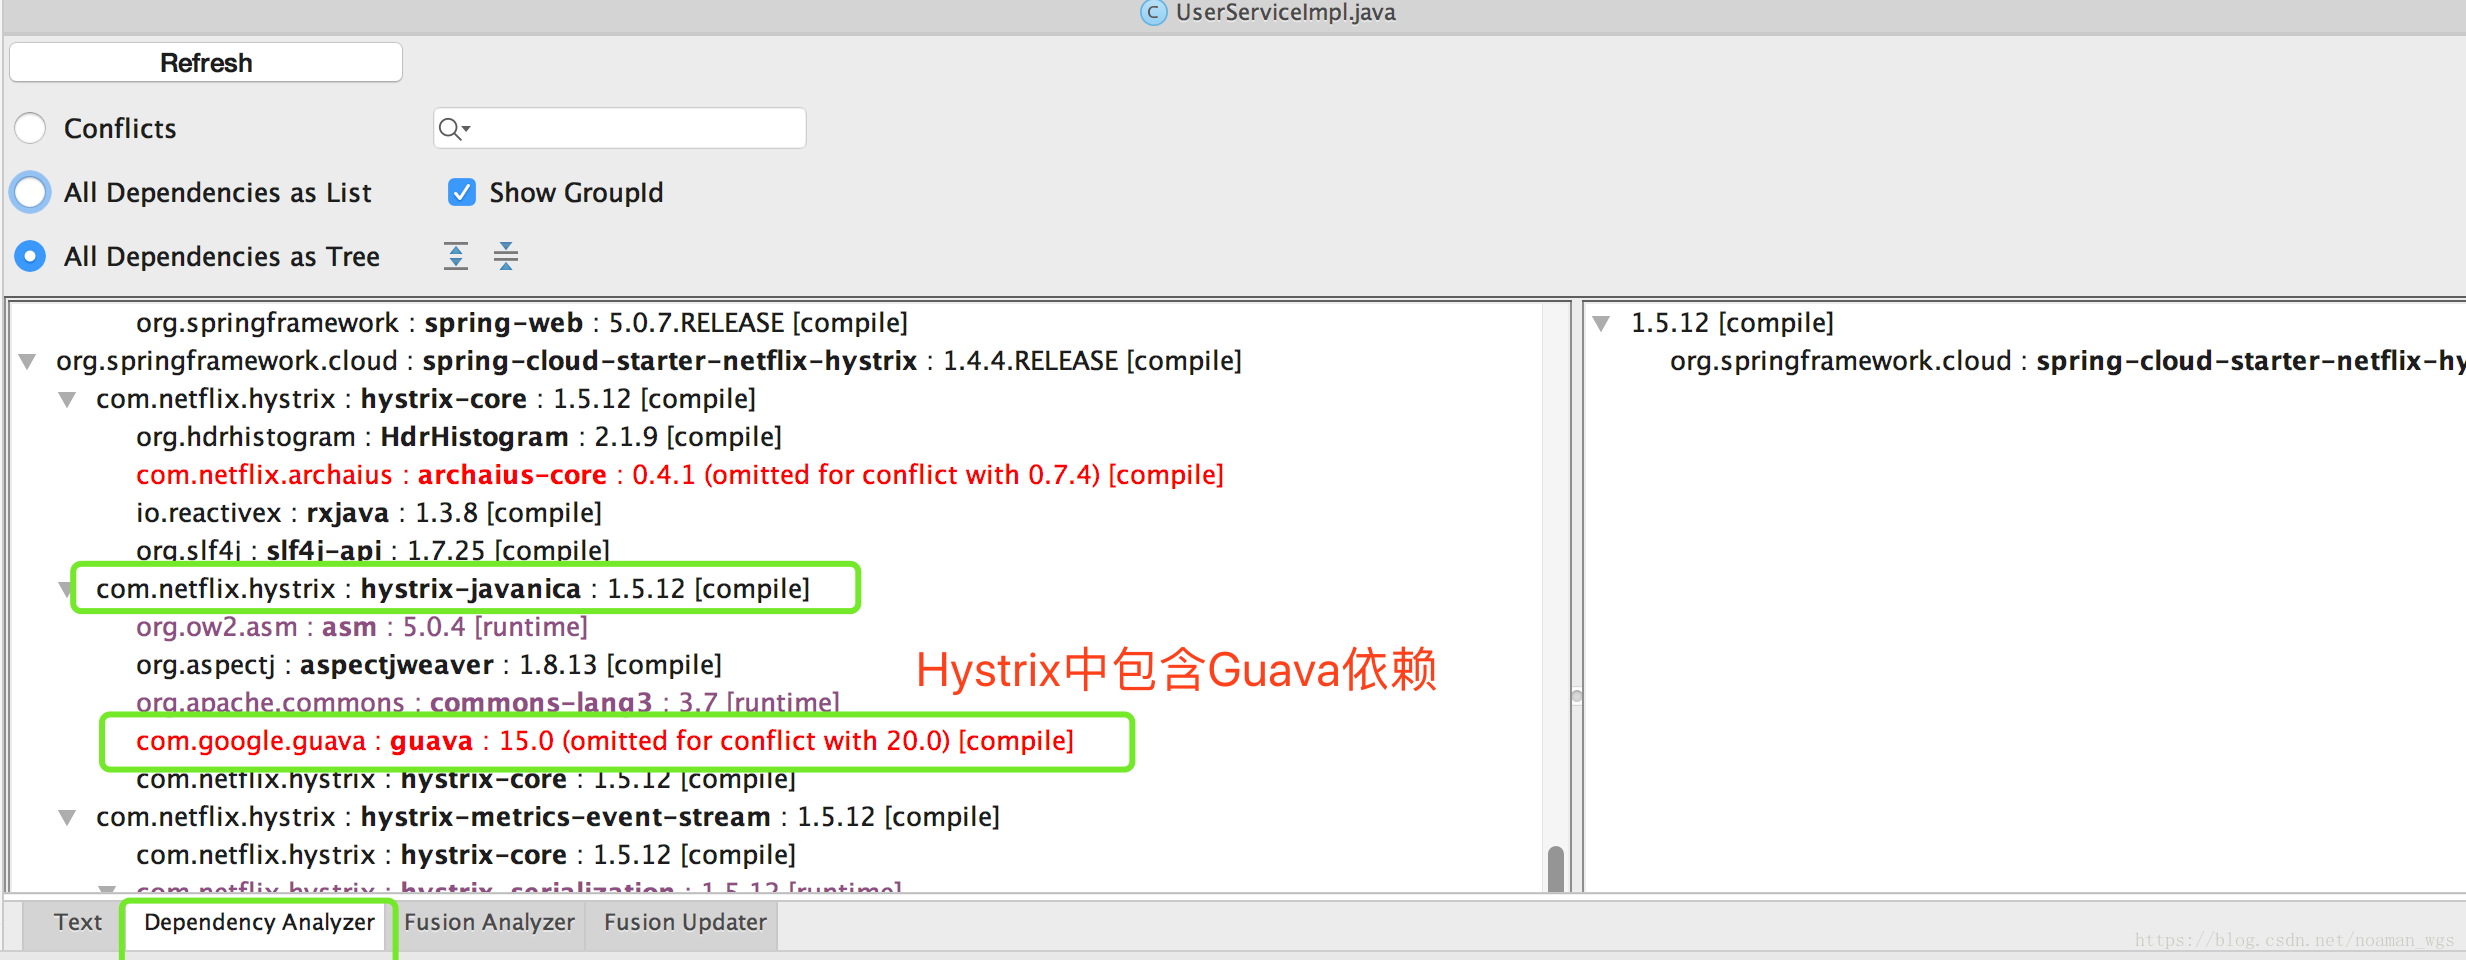 UserServiceImpl.java
Refresh
Conflicts
All Dependencies as List
Show GroupId
All Dependencies as Tree
org.springframework : spring-web : 5.0.7.RELEASE [compile]
org.springframework.cloud : spring-cloud-starter-netflix-hystrix : 1.4.4.RELEASE [compile]
com.netflix.hystrix : hystrix-core : 1.5.12 [compile]
org.hdrhistogram : HdrHistogram : 2.1.9 [compile]
com.netflix.archaius : archaius-core : 0.4.1 (omitted for conflict with 0.7.4) [compile]
io.reactivex : rxjava : 1.3.8 [compile]
org.slf4j : slf4j-api : 1.7.25 [compile]
com.netflix.hystrix : hystrix-javanica : 1.5.12 [compile]
org.ow2.asm : asm : 5.0.4 [runtime]
org.aspectj : aspectjweaver : 1.8.13 [compile]
org.apache.commons : commons-lang3 : 3.7 [runtime]
com.google.guava : guava : 15.0 (omitted for conflict with 20.0) [compile]
com.netflix.hystrix : hystrix-core : 1.5.12 [compile]
com.netflix.hystrix : hystrix-metrics-event-stream : 1.5.12 [compile]
com.netflix.hystrix : hystrix-core : 1.5.12 [compile]
com.netflix.hystrix : hystrix-serialization : 1.5.12 [runtime]
Hystrix中包含Guava依赖
1.5.12 [compile]
org.springframework.cloud : spring-cloud-starter-netflix-hy
Text
Dependency Analyzer
Fusion Analyzer
Fusion Updater
https://blog.csdn.net/noaman_wgs